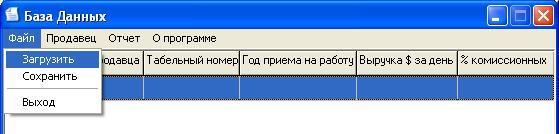 База Данных
Файл Продавец Отчет О программе
Загрузить
Сохранить
Выход
Табельный номер Год приема на работу Выручка $ за день % комиссионных